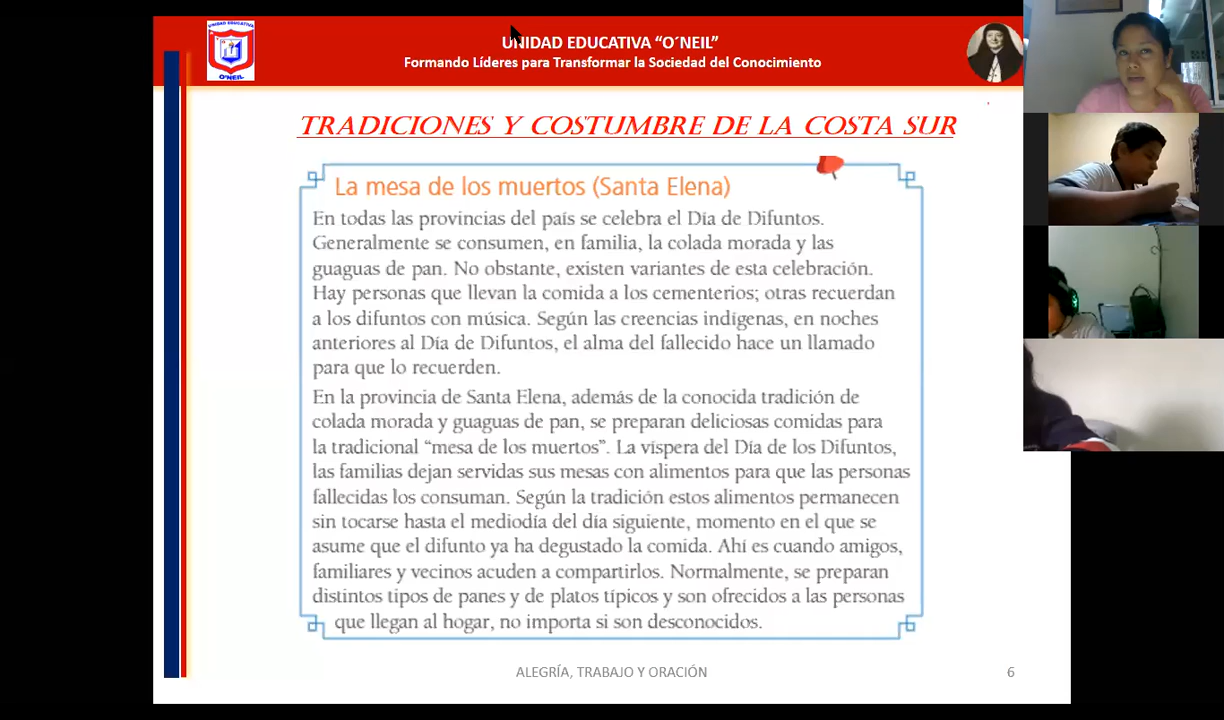 UNIDAD EDUCATIVA
O´NEIL
UNIDAD EDUCATIVA “O´NEIL”
Formando Líderes para Transformar la Sociedad del Conocimiento
TRADICIONES Y COSTUMBRE DE LA COSTA SUR
La mesa de los muertos (Santa Elena)
En todas las provincias del país se celebra el Día de Difuntos.
Generalmente se consumen, en familia, la colada morada y las
guaguas de pan. No obstante, existen variantes de esta celebración.
Hay personas que llevan la comida a los cementerios; otras recuerdan
a los difuntos con música. Según las creencias indígenas, en noches
anteriores al Día de Difuntos, el alma del fallecido hace un llamado
para que lo recuerden.
En la provincia de Santa Elena, además de la conocida tradición de
colada morada y guaguas de pan, se preparan deliciosas comidas para
la tradicional “mesa de los muertos”. La víspera del Día de los Difuntos,
las familias dejan servidas sus mesas con alimentos para que las personas
fallecidas los consuman. Según la tradición estos alimentos permanecen
sin tocarse hasta el mediodía del día siguiente, momento en el que se
asume que el difunto ya ha degustado la comida. Ahí es cuando amigos,
familiares y vecinos acuden a compartirlos. Normalmente, se preparan
distintos tipos de panes y de platos típicos y son ofrecidos a las personas
que llegan al hogar, no importa si son desconocidos.
ALEGRÍA, TRABAJO Y ORACIÓN
6